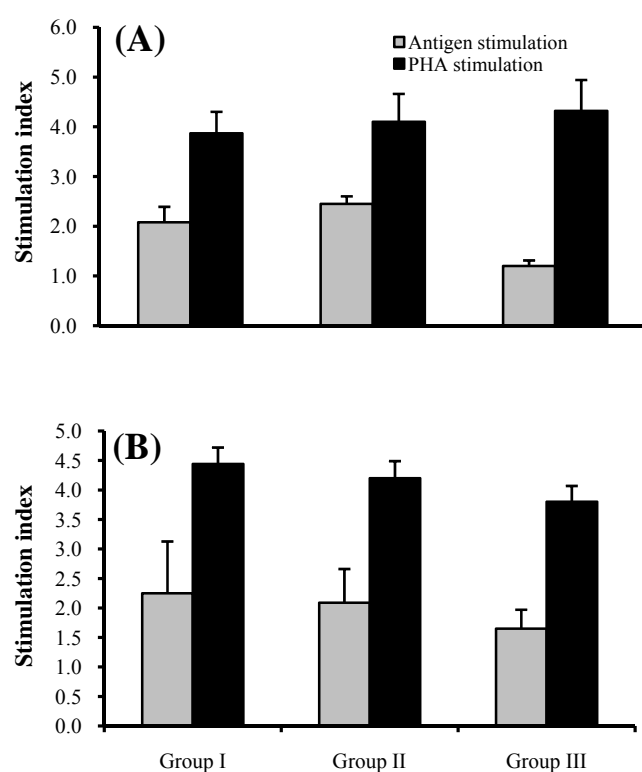 (A)
Antigen stimulation
PHA stimulation
Stimulation index
6.0
5.0
4.0
3.0
2.0
1.0
0.0
(B)
Stimulation index
5.0
4.5
4.0
3.5
3.0
2.5
2.0
1.5
1.0
0.5
0.0
Group I Group II Group III